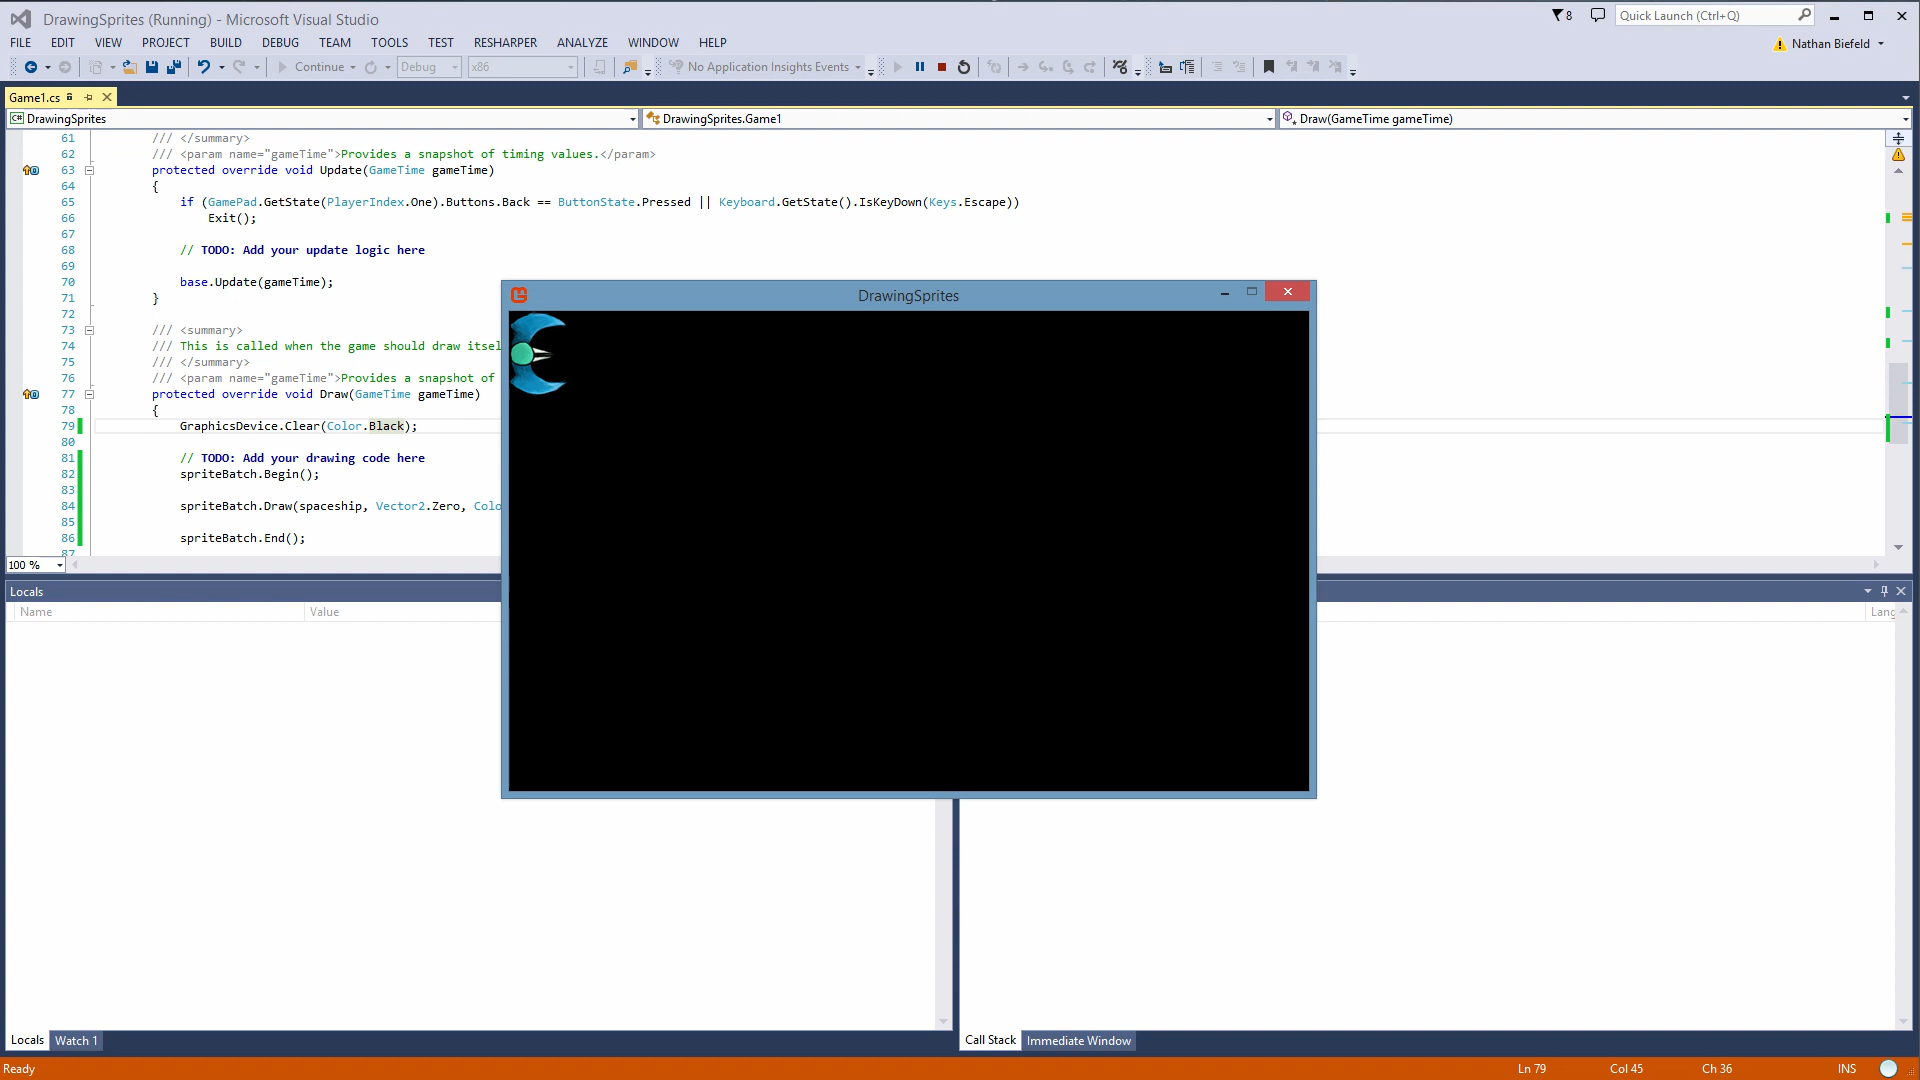 DrawingSprites (Running) - Microsoft Visual Studio
8
Quick Launch (Ctrl+Q)
FILE EDIT VIEW PROJECT BUILD DEBUG TEAM TOOLS TEST RESHARPER ANALYZE WINDOW HELP
Nathan Biefeld
Continue Debug x86 No Application Insights Events
Game1.cs
DrawingSprites DrawingSprites.Game1 Draw(GameTime gameTime)
61 /// </summary>
62 /// <param name="gameTime">Provides a snapshot of timing values.</param>
63 protected override void Update(GameTime gameTime)
64 {
65 if (GamePad.GetState(PlayerIndex.One).Buttons.Back == ButtonState.Pressed || Keyboard.GetState().IsKeyDown(Keys.Escape))
66 Exit();
67
68 // TODO: Add your update logic here
69
70 base.Update(gameTime);
71 }
72
73 /// <summary>
74 /// This is called when the game should draw itsel
75 /// </summary>
76 /// <param name="gameTime">Provides a snapshot of
77 protected override void Draw(GameTime gameTime)
78 {
79 GraphicsDevice.Clear(Color.Black);
80
81 // TODO: Add your drawing code here
82 spriteBatch.Begin();
83
84 spriteBatch.Draw(spaceship, Vector2.Zero, Colo
85
86 spriteBatch.End();
87
DrawingSprites
100 %
Locals
Name Value
Lang
Locals Watch 1
Call Stack Immediate Window
Ready
Ln 79 Col 45 Ch 36 INS